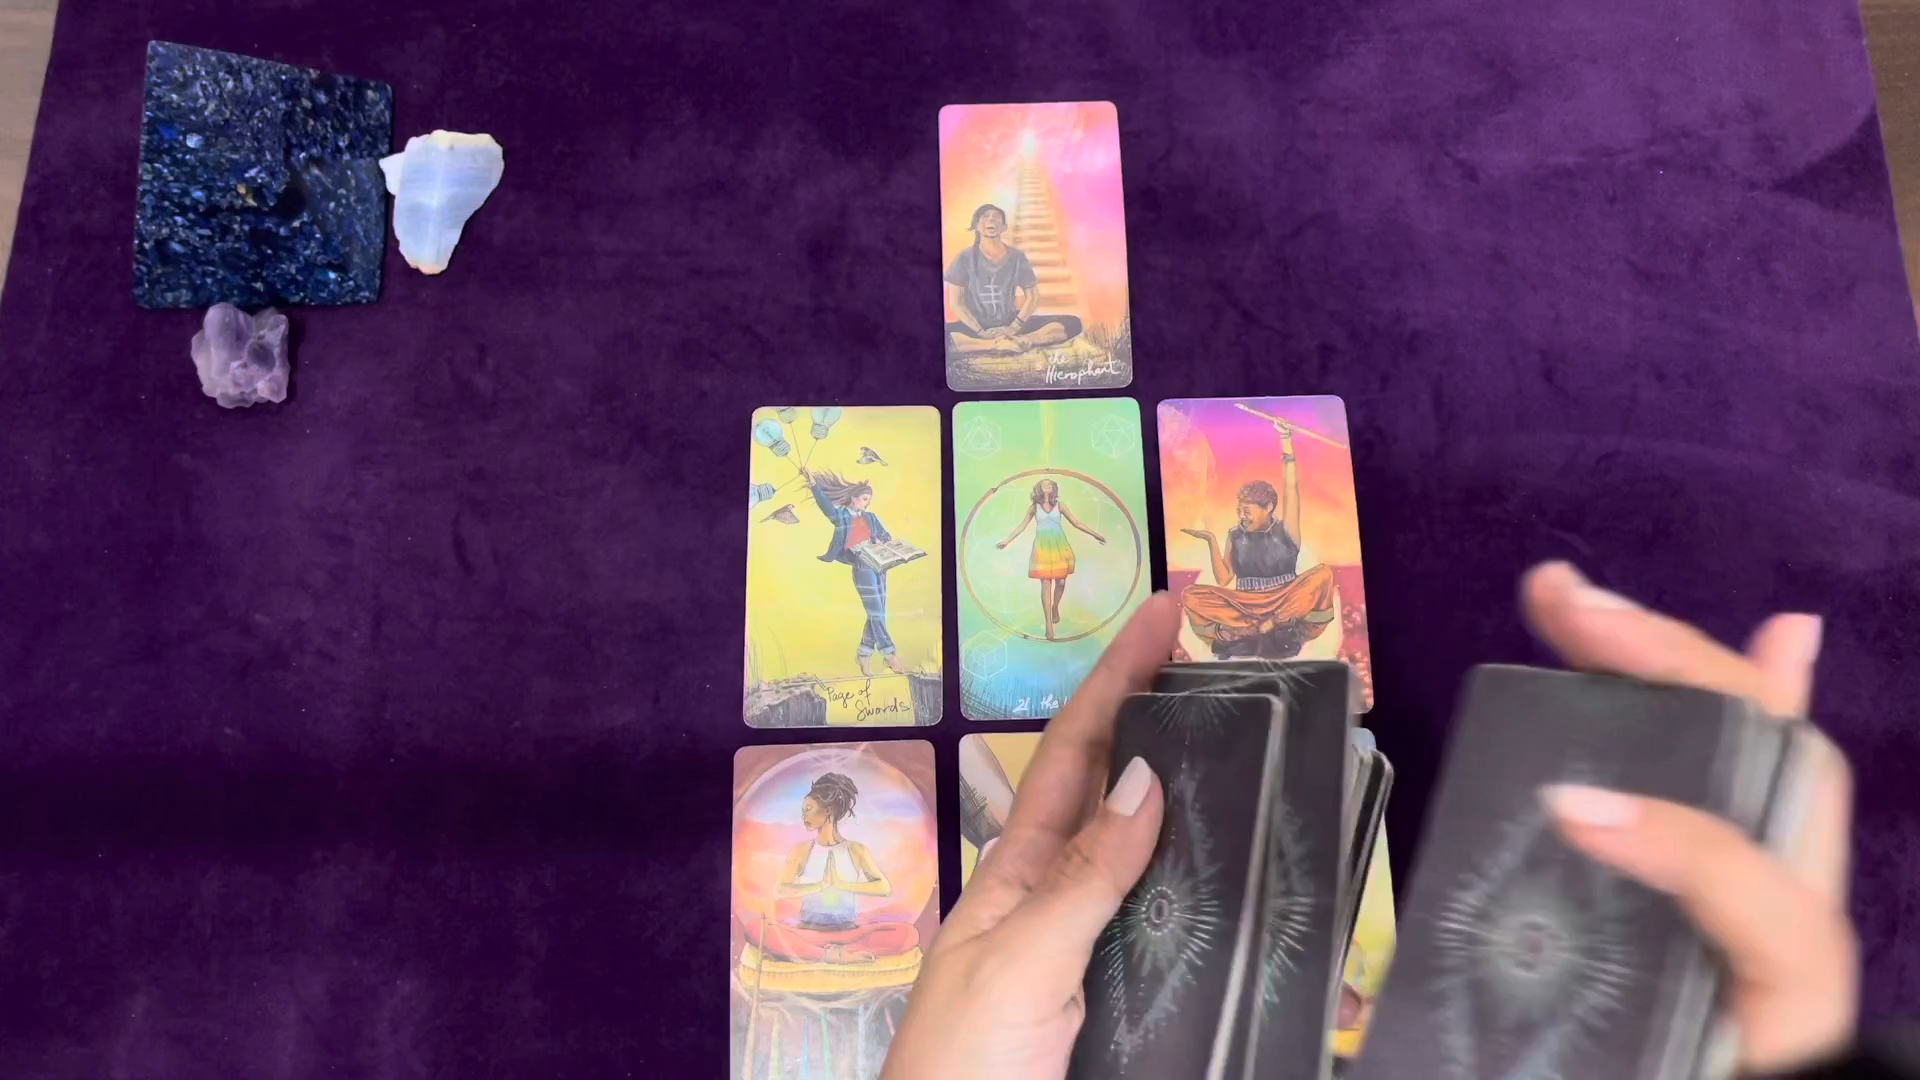 the
Hierophant
Page of
Swords
21 the